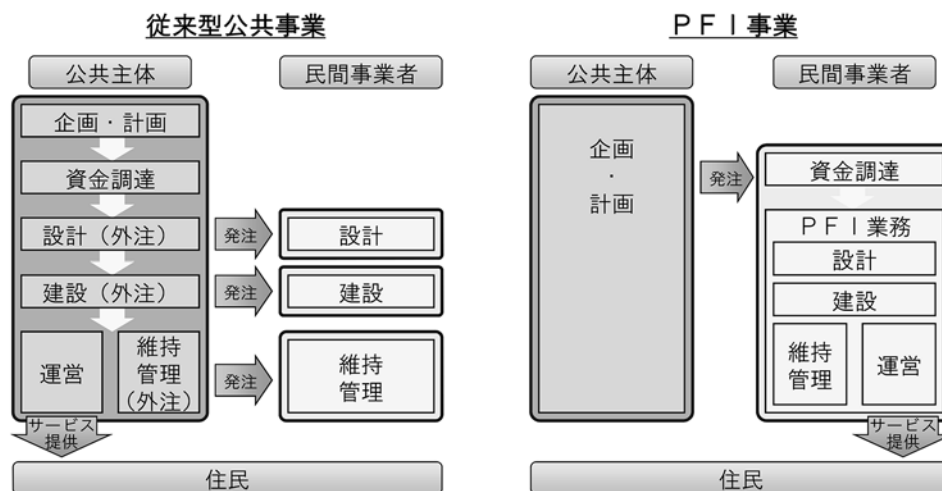 従来型公共事業
公共主体
民間事業者
企画・計画
資金調達
設計（外注）
発注
設計
建設（外注）
発注
建設
運営
維持
管理
（外注）
発注
維持
管理
サービス
提供
住民
ＰＦＩ事業
公共主体
民間事業者
企画
・
計画
発注
資金調達
ＰＦＩ業務
設計
建設
維持
管理
運営
サービス
提供
住民